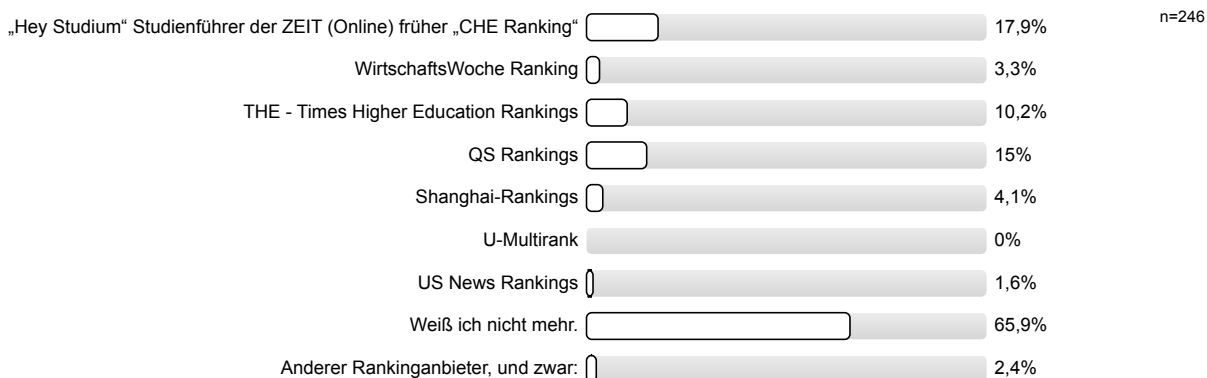 „Hey Studium“ Studienführer der ZEIT (Online) früher „CHE Ranking“ 17,9% n=246
WirtschaftsWoche Ranking 3,3%
THE - Times Higher Education Rankings 10,2%
QS Rankings 15%
Shanghai-Rankings 4,1%
U-Multirank 0%
US News Rankings 1,6%
Weiß ich nicht mehr. 65,9%
Anderer Rankinganbieter, und zwar: 2,4%